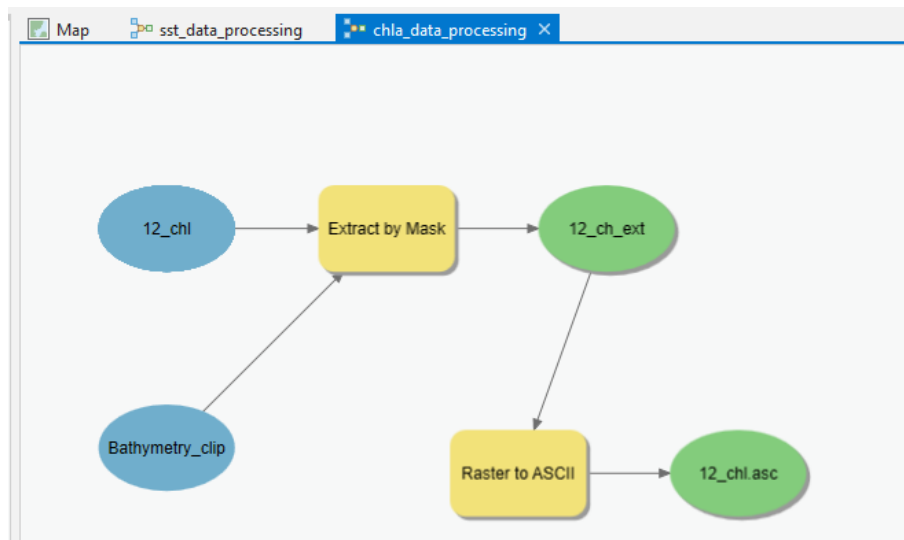 Map
sst_data_processing
chla_data_processing
12_chl
Extract by Mask
12_ch_ext
Bathymetry_clip
Raster to ASCII
12_chl.asc